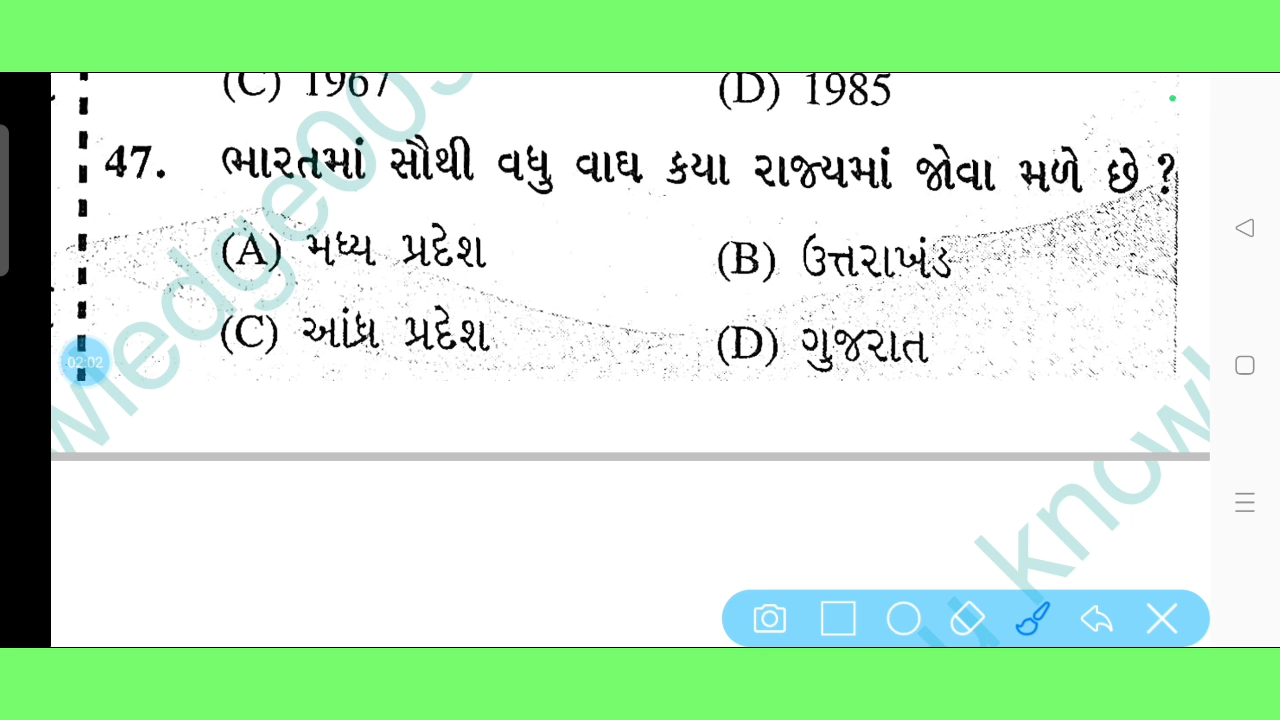 (C) 1967 (D) 1985
47. ભારતમાં સૌથી વધુ વાઘ કયા રાજ્યમાં જોવા મળે છે ?
(A) મધ્ય પ્રદેશ (B) ઉત્તરાખંડ
(C) આંધ્ર પ્રદેશ (D) ગુજરાત
02:02